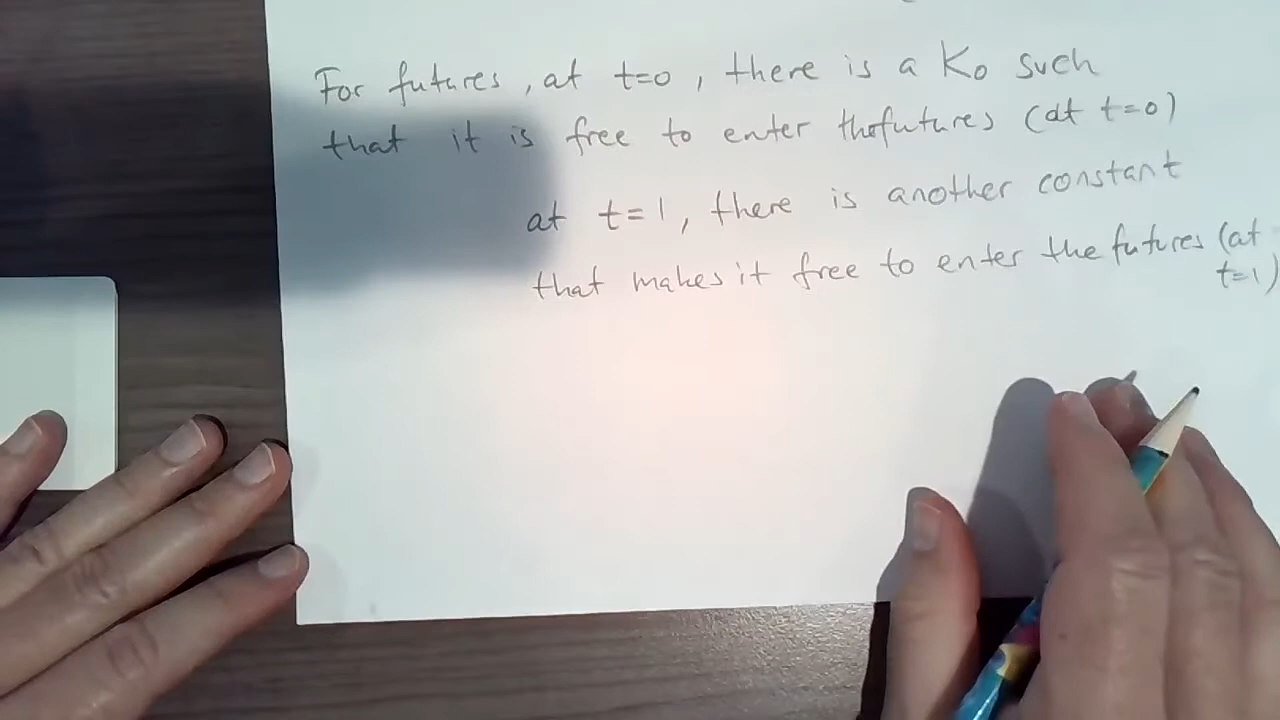 For futures, at t=0, there is a K0 such
that it is free to enter thefutures (at t=0)
at t=1, there is another constant
that makes it free to enter the futures (at
t=1)